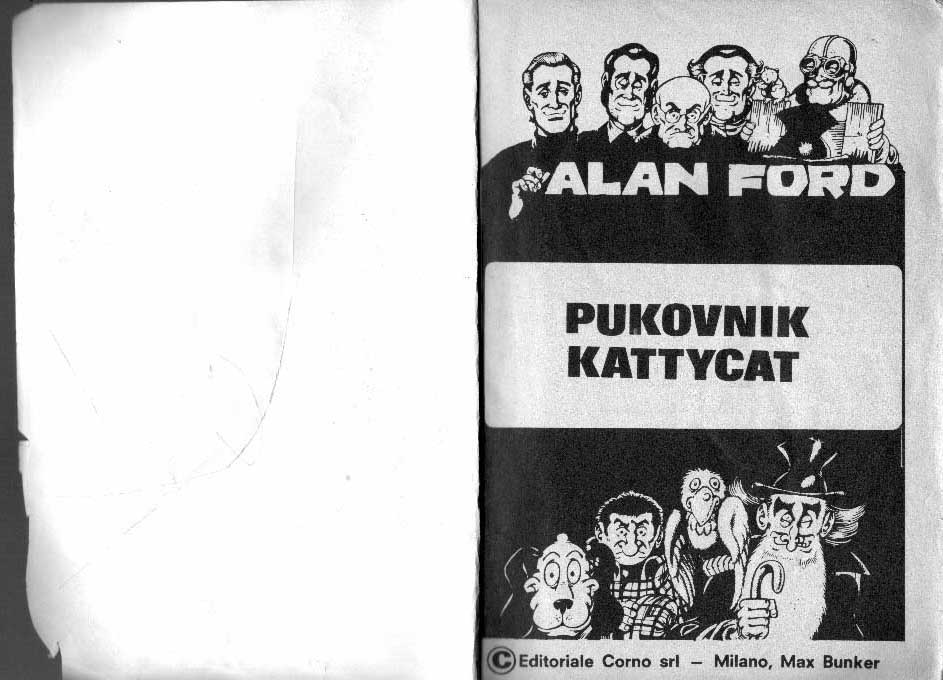 ALAN FORD
PUKOVNIK
KATTYCAT
© Editoriale Corno srl – Milano, Max Bunker